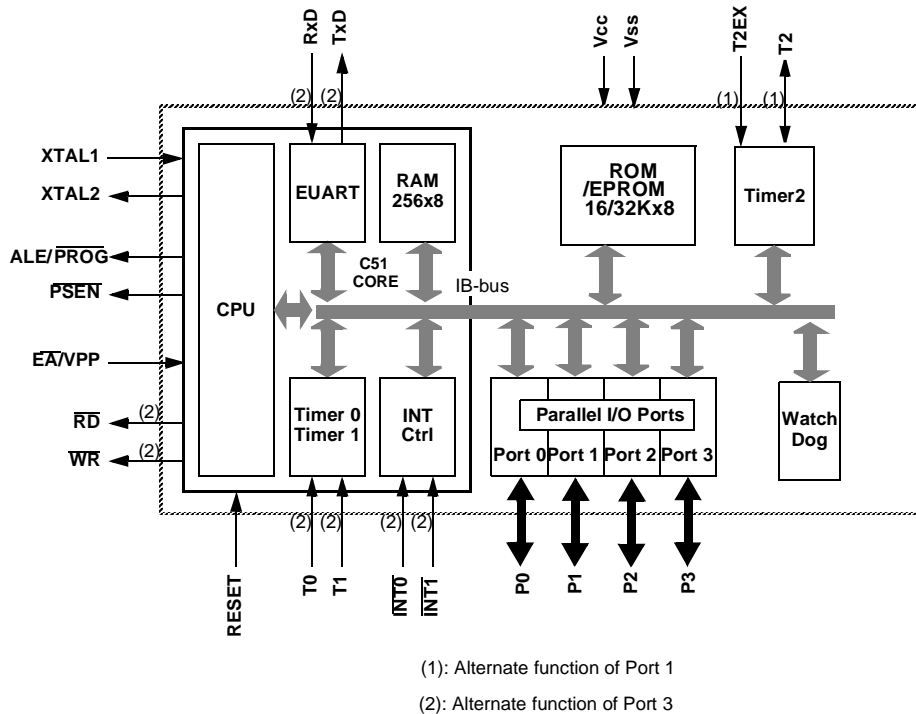 RxD
TxD
Vcc
Vss
T2EX
T2
(2)
(2)
(1)
(1)
XTAL1
XTAL2
ALE/PROG
PSEN
EA/VPP
RD
(2)
WR
(2)
CPU
EUART
RAM
256x8
C51
CORE
IB-bus
ROM
/EPROM
16/32Kx8
Timer2
Timer 0
Timer 1
INT
Ctrl
Parallel I/O Ports
Port 0
Port 1
Port 2
Port 3
Watch
Dog
(2)
(2)
(2)
(2)
RESET
T0
T1
INT0
INT1
P0
P1
P2
P3
(1): Alternate function of Port 1
(2): Alternate function of Port 3